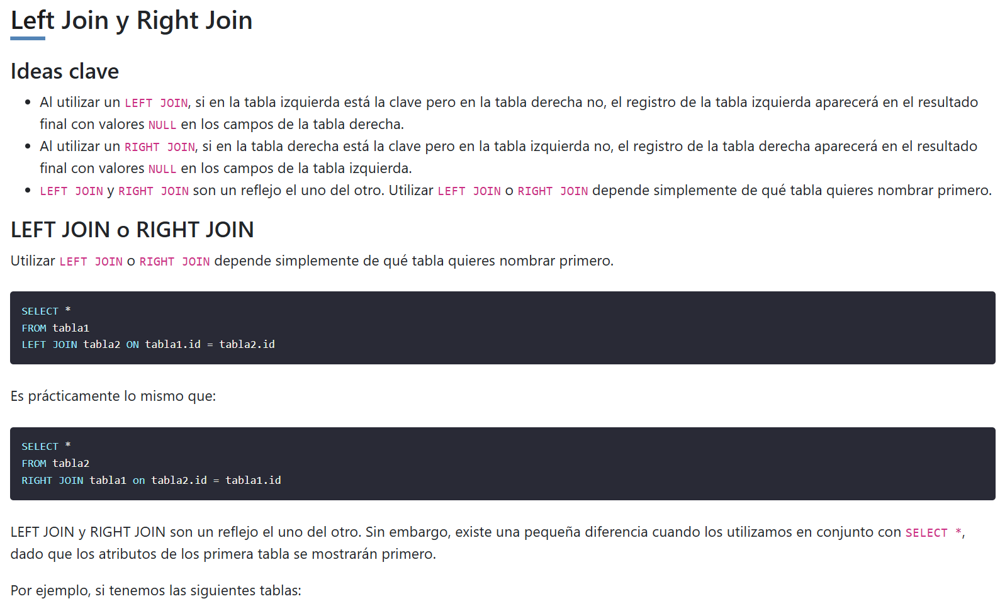 Left Join y Right Join
Ideas clave
Al utilizar un LEFT JOIN, si en la tabla izquierda está la clave pero en la tabla derecha no, el registro de la tabla izquierda aparecerá en el resultado
final con valores NULL en los campos de la tabla derecha.
Al utilizar un RIGHT JOIN, si en la tabla derecha está la clave pero en la tabla izquierda no, el registro de la tabla derecha aparecerá en el resultado
final con valores NULL en los campos de la tabla izquierda.
LEFT JOIN y RIGHT JOIN son un reflejo el uno del otro. Utilizar LEFT JOIN o RIGHT JOIN depende simplemente de qué tabla quieres nombrar primero.
LEFT JOIN o RIGHT JOIN
Utilizar LEFT JOIN o RIGHT JOIN depende simplemente de qué tabla quieres nombrar primero.
SELECT *
FROM tabla1
LEFT JOIN tabla2 ON tabla1.id = tabla2.id
Es prácticamente lo mismo que:
SELECT *
FROM tabla2
RIGHT JOIN tabla1 on tabla2.id = tabla1.id
LEFT JOIN y RIGHT JOIN son un reflejo el uno del otro. Sin embargo, existe una pequeña diferencia cuando los utilizamos en conjunto con SELECT *,
dado que los atributos de los primera tabla se mostrarán primero.
Por ejemplo, si tenemos las siguientes tablas: